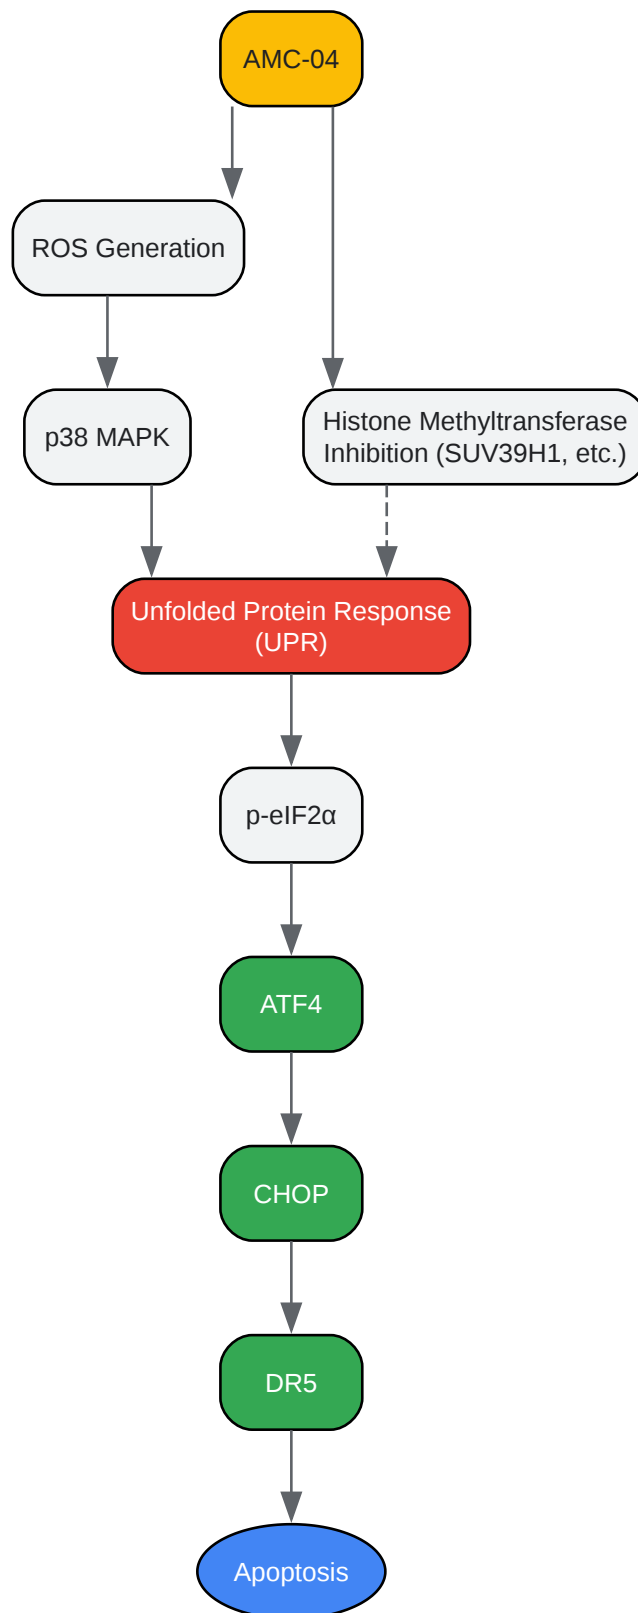 AMC-04
ROS Generation
p38 MAPK
Histone Methyltransferase
Inhibition (SUV39H1, etc.)
Unfolded Protein Response
(UPR)
p-eIF2α
ATF4
CHOP
DR5
Apoptosis